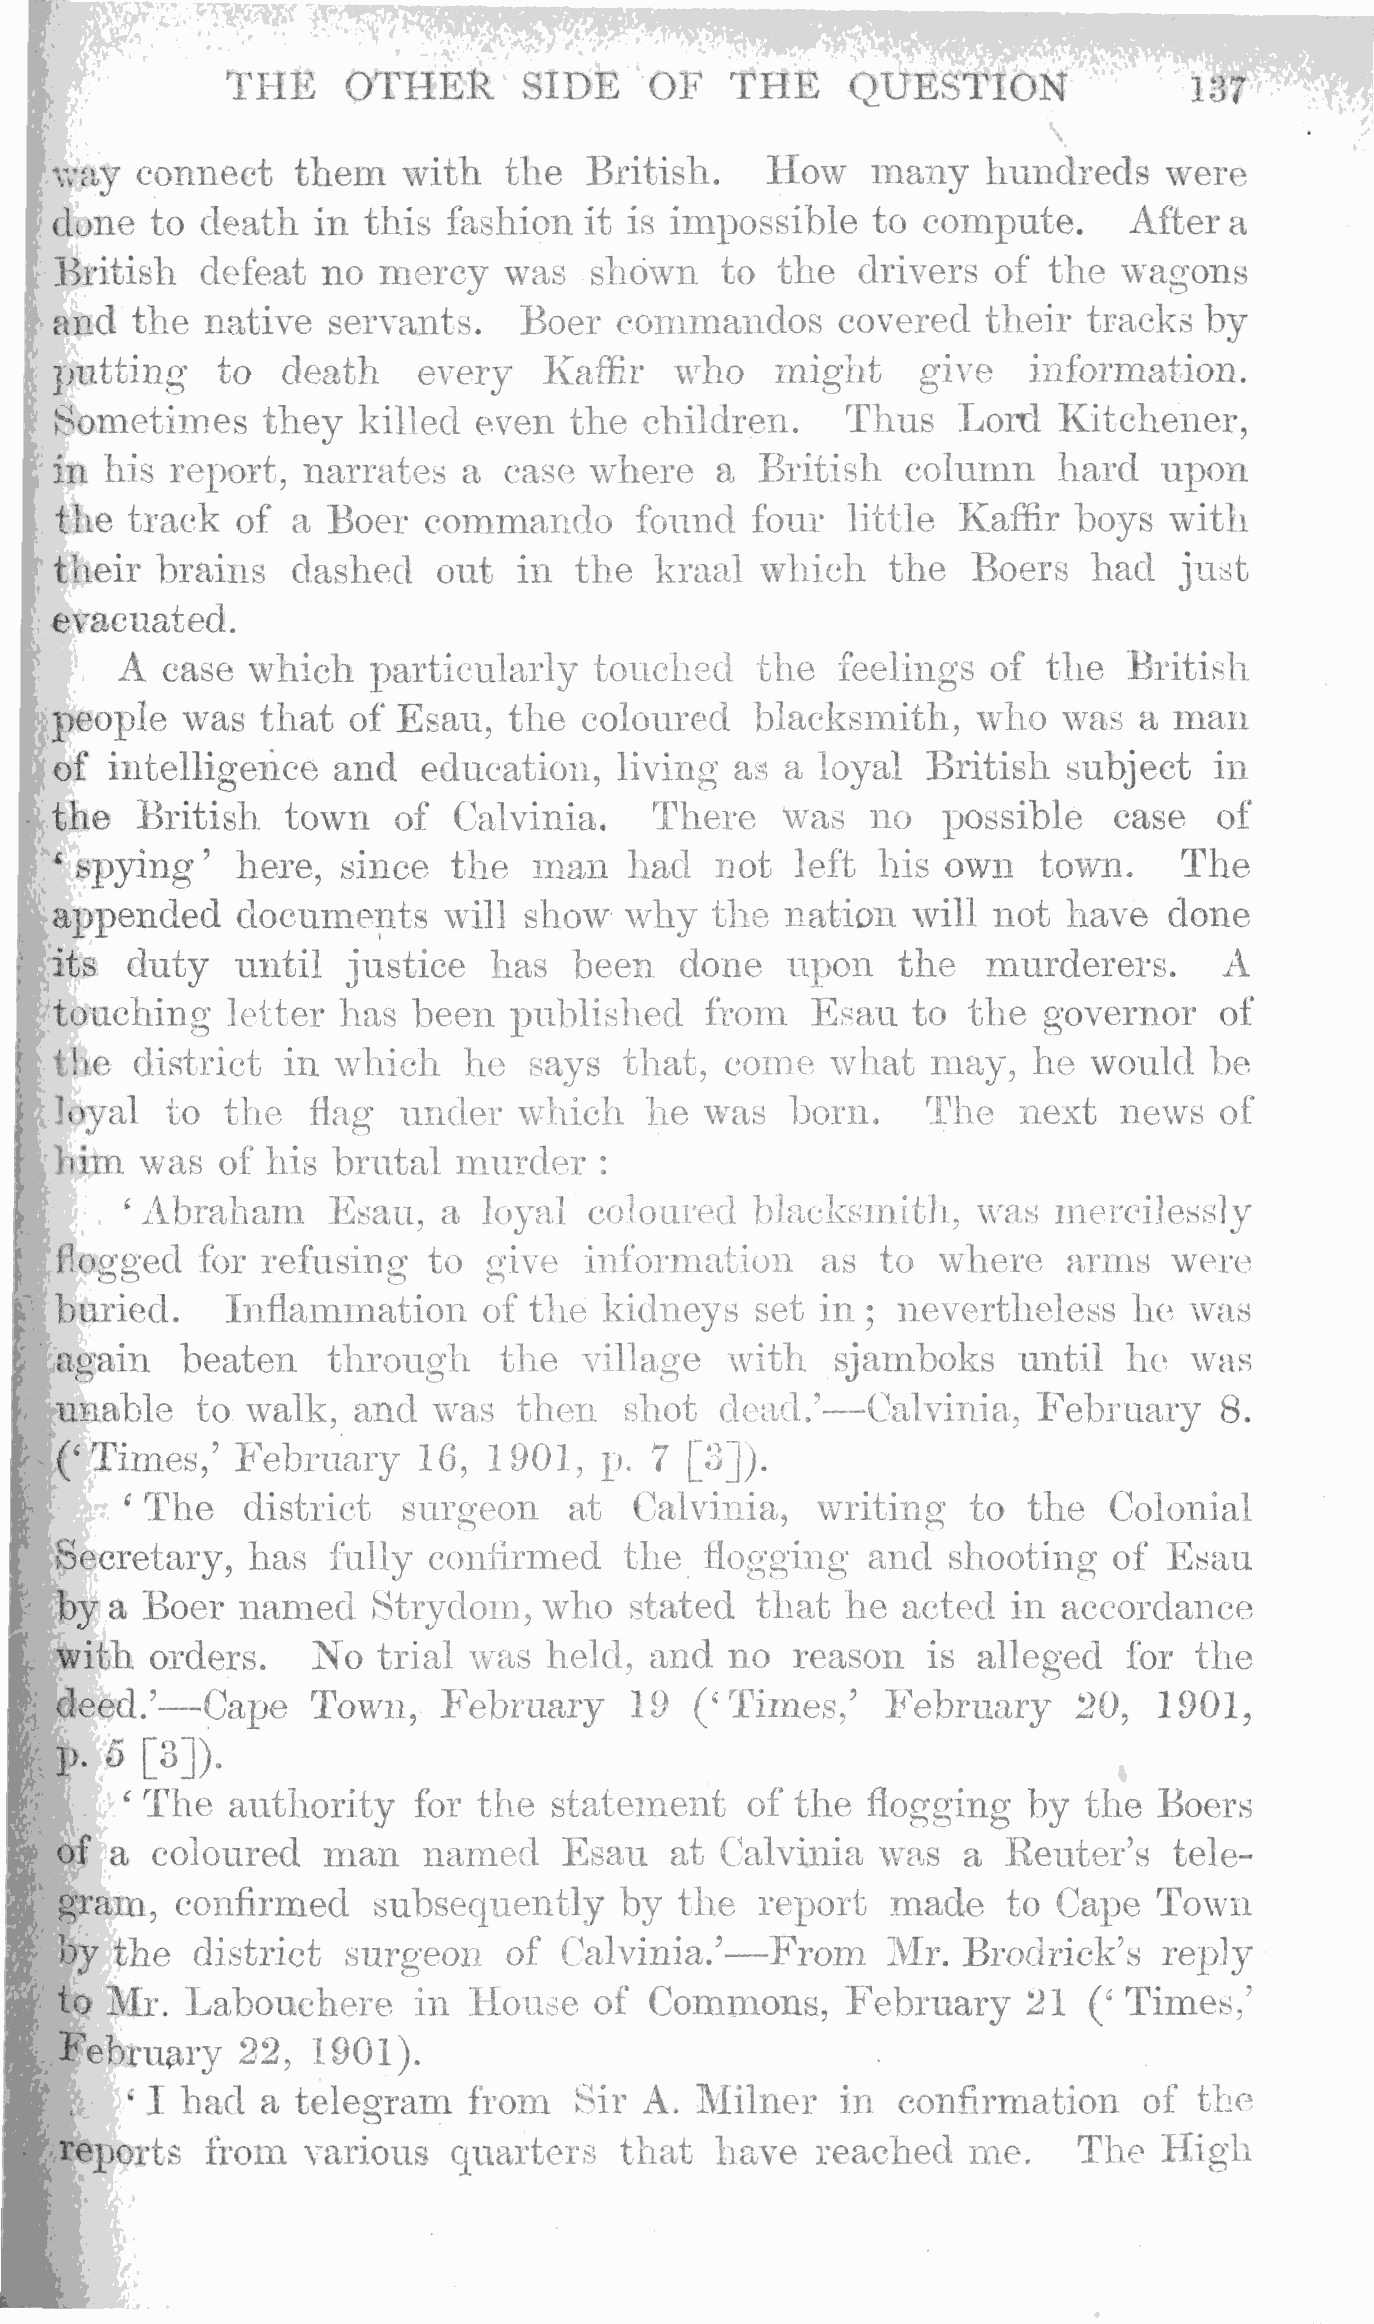 THE OTHER SIDE OF THE QUESTION 137
way connect them with the British. How many hundreds were
done to death in this fashion it is impossible to compute. After a
British defeat no mercy was shown to the drivers of the wagons
and the native servants. Boer commandos covered their tracks by
putting to death every Kaffir who might give information.
Sometimes they killed even the children. Thus Lord Kitchener,
in his report, narrates a case where a British column hard upon
the track of a Boer commando found four little Kaffir boys with
their brains dashed out in the kraal which the Boers had just
evacuated.
A case which particularly touched the feelings of the British
people was that of Esau, the coloured blacksmith, who was a man
of intelligence and education, living as a loyal British subject in
the British town of Calvinia. There was no possible case of
‘spying’ here, since the man had not left his own town. The
appended documents will show why the nation will not have done
its duty until justice has been done upon the murderers. A
touching letter has been published from Esau to the governor of
the district in which he says that, come what may, he would be
loyal to the flag under which he was born. The next news of
him was of his brutal murder :
‘Abraham Esau, a loyal coloured blacksmith, was mercilessly
flogged for refusing to give information as to where arms were
buried. Inflammation of the kidneys set in ; nevertheless he was
again beaten through the village with sjamboks until he was
unable to walk, and was then shot dead.’—Calvinia, February 8.
(‘Times,’ February 16, 1901, p. 7 [3]).
‘The district surgeon at Calvinia, writing to the Colonial
Secretary, has fully confirmed the flogging and shooting of Esau
by a Boer named Strydom, who stated that he acted in accordance
with orders. No trial was held, and no reason is alleged for the
deed.’—Cape Town, February 19 (‘Times,’ February 20, 1901,
p. 5 [3]).
‘The authority for the statement of the flogging by the Boers
of a coloured man named Esau at Calvinia was a Reuter’s tele-
gram, confirmed subsequently by the report made to Cape Town
by the district surgeon of Calvinia.’—From Mr. Brodrick’s reply
to Mr. Labouchere in House of Commons, February 21 (‘Times,’
February 22, 1901).
‘I had a telegram from Sir A. Milner in confirmation of the
reports from various quarters that have reached me. The High